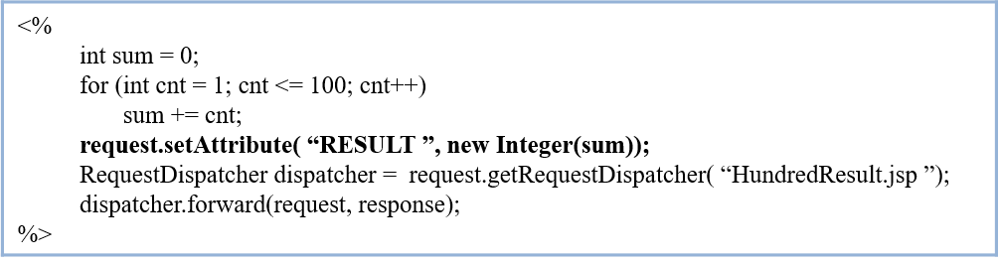 <%
int sum = 0;
for (int cnt = 1; cnt <= 100; cnt++)
sum += cnt;
request.setAttribute( “RESULT ”, new Integer(sum));
RequestDispatcher dispatcher =  request.getRequestDispatcher( “HundredResult.jsp ”);
dispatcher.forward(request, response);
%>